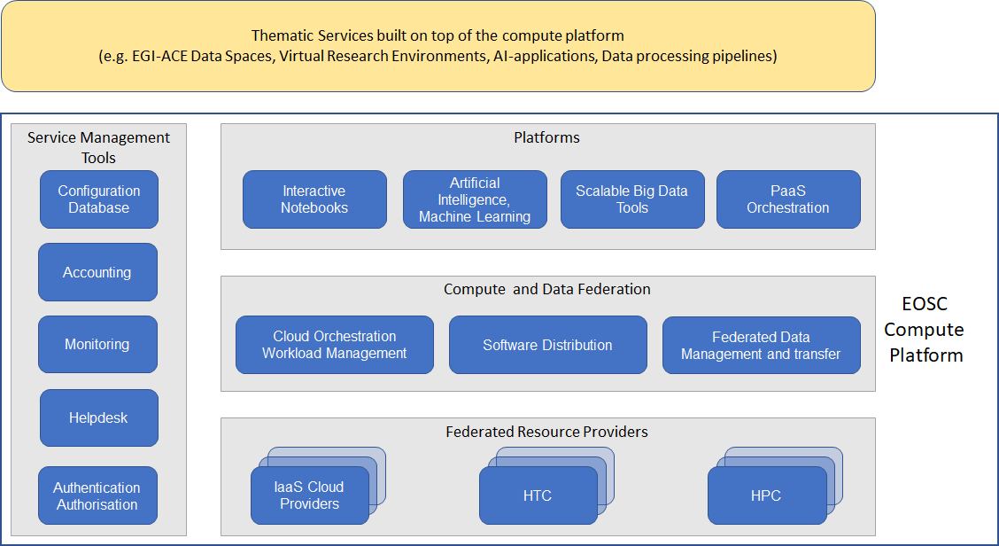 Thematic Services built on top of the compute platform
(e.g. EGI-ACE Data Spaces, Virtual Research Environments, AI-applications, Data processing pipelines)
Service Management
Tools
Configuration
Database
Accounting
Monitoring
Helpdesk
Authentication
Authorisation
Platforms
Interactive
Notebooks
Artificial
Intelligence,
Machine Learning
Scalable Big Data
Tools
PaaS
Orchestration
Compute and Data Federation
Cloud Orchestration
Workload Management
Software Distribution
Federated Data
Management and transfer
Federated Resource Providers
IaaS Cloud
Providers
HTC
HPC
EOSC
Compute
Platform